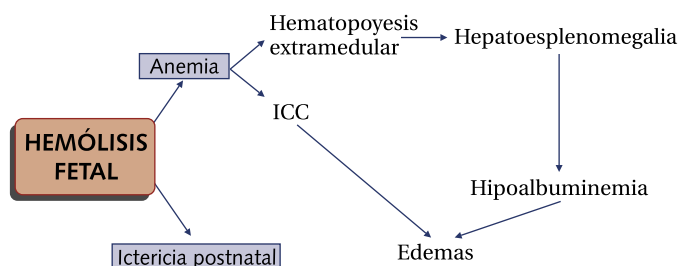 Hematopoyesis
extramedular
Hepatoesplenomegalia
Anemia
ICC
HEMÓLISIS
FETAL
Hipoalbuminemia
Edemas
Ictericia postnatal